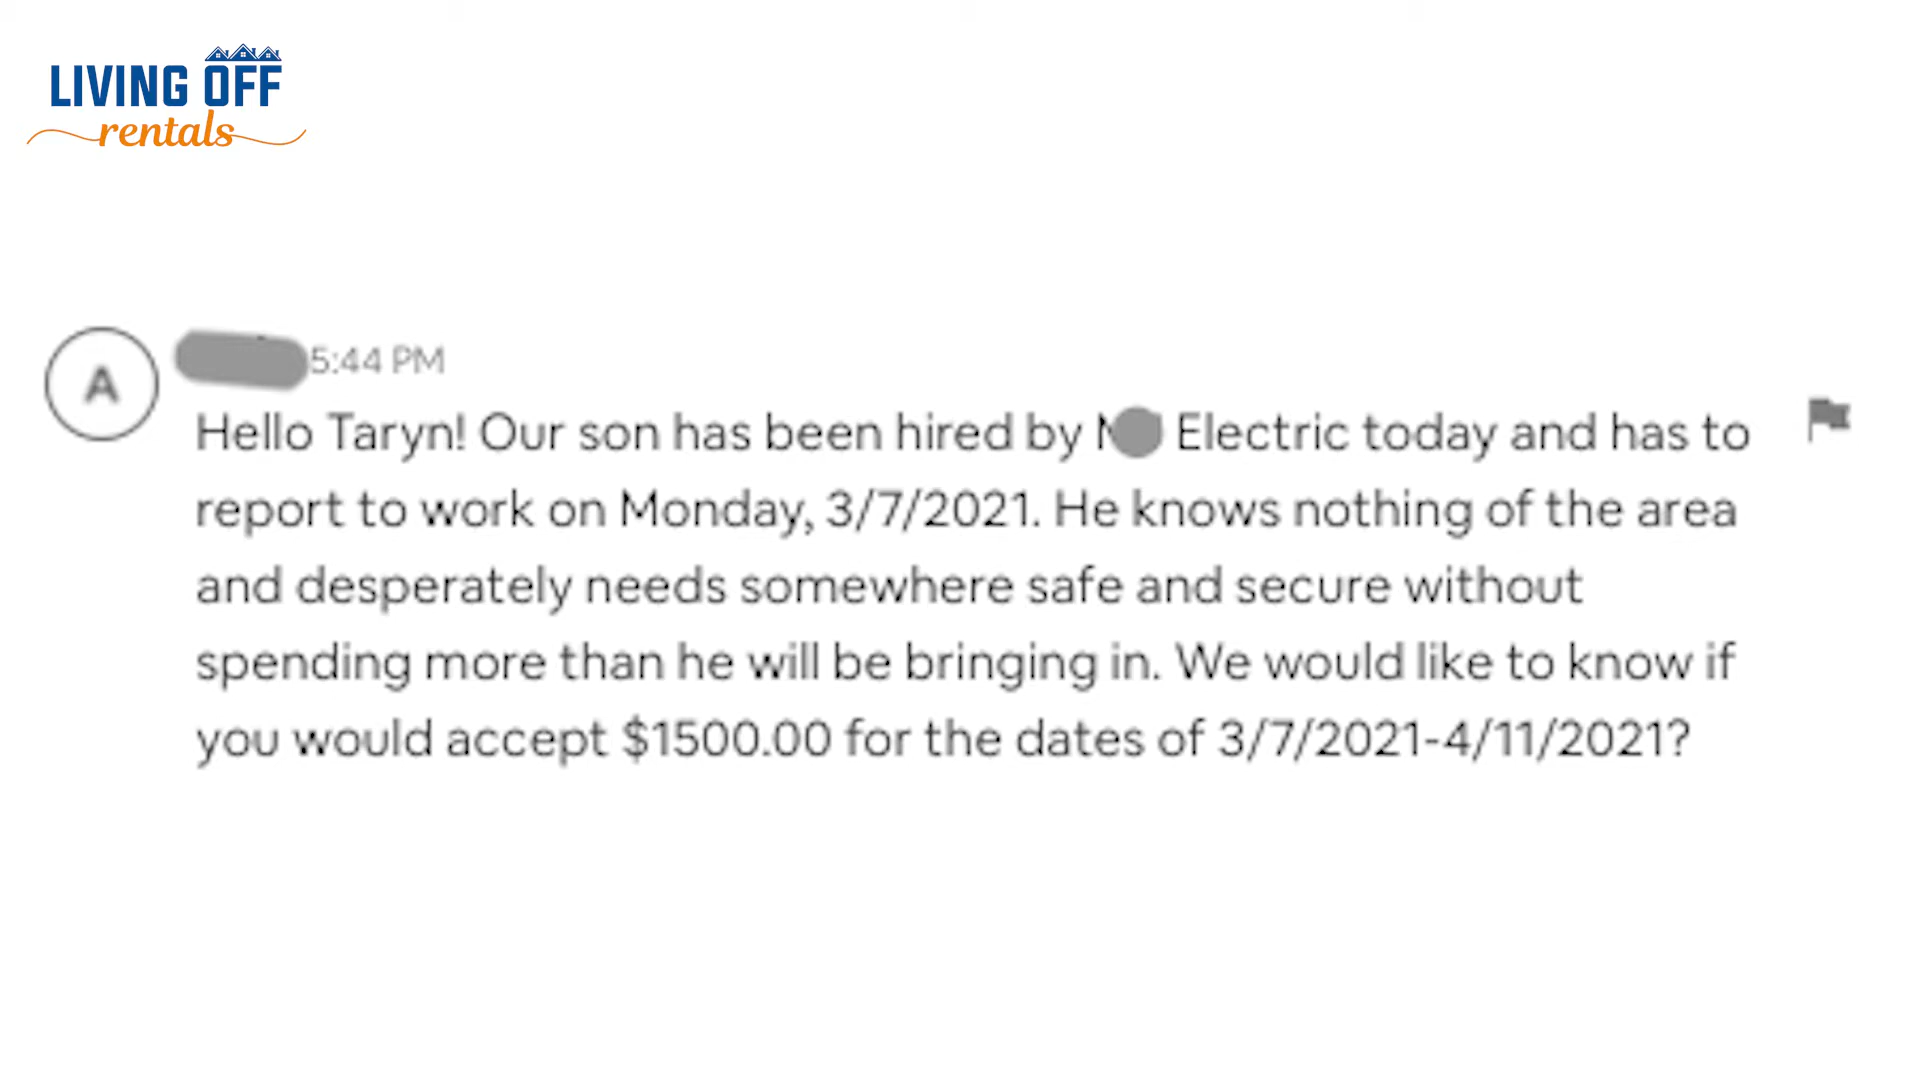 LIVING OFF
rentals
A
5:44 PM
Hello Taryn! Our son has been hired by Electric today and has to
report to work on Monday, 3/7/2021. He knows nothing of the area
and desperately needs somewhere safe and secure without
spending more than he will be bringing in. We would like to know if
you would accept $1500.00 for the dates of 3/7/2021-4/11/2021?